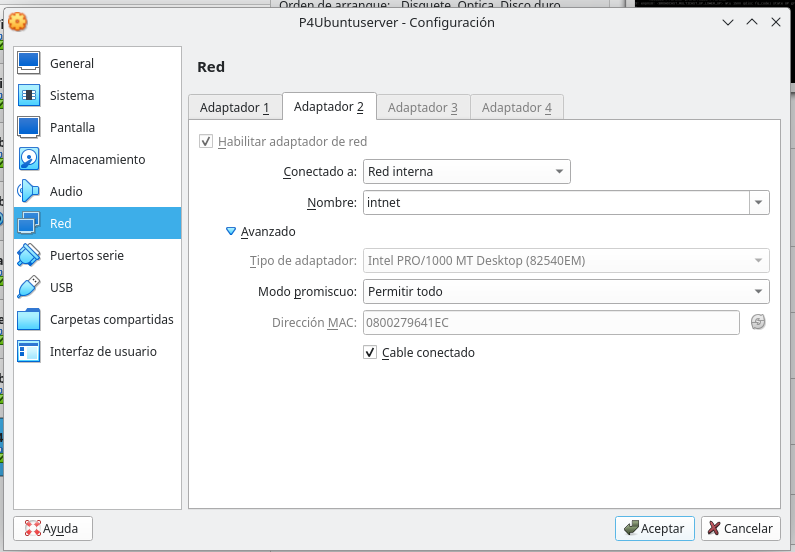 Orden de arranque: Disquete, Óptica, Disco duro
P4Ubuntuserver - Configuración
General
Sistema
Pantalla
Almacenamiento
Audio
Red
Puertos serie
USB
Carpetas compartidas
Interfaz de usuario
Red
Adaptador 1
Adaptador 2
Adaptador 3
Adaptador 4
Habilitar adaptador de red
Conectado a: Red interna
Nombre: intnet
Avanzado
Tipo de adaptador: Intel PRO/1000 MT Desktop (82540EM)
Modo promiscuo: Permitir todo
Dirección MAC: 0800279641EC
Cable conectado
Ayuda
Aceptar
Cancelar